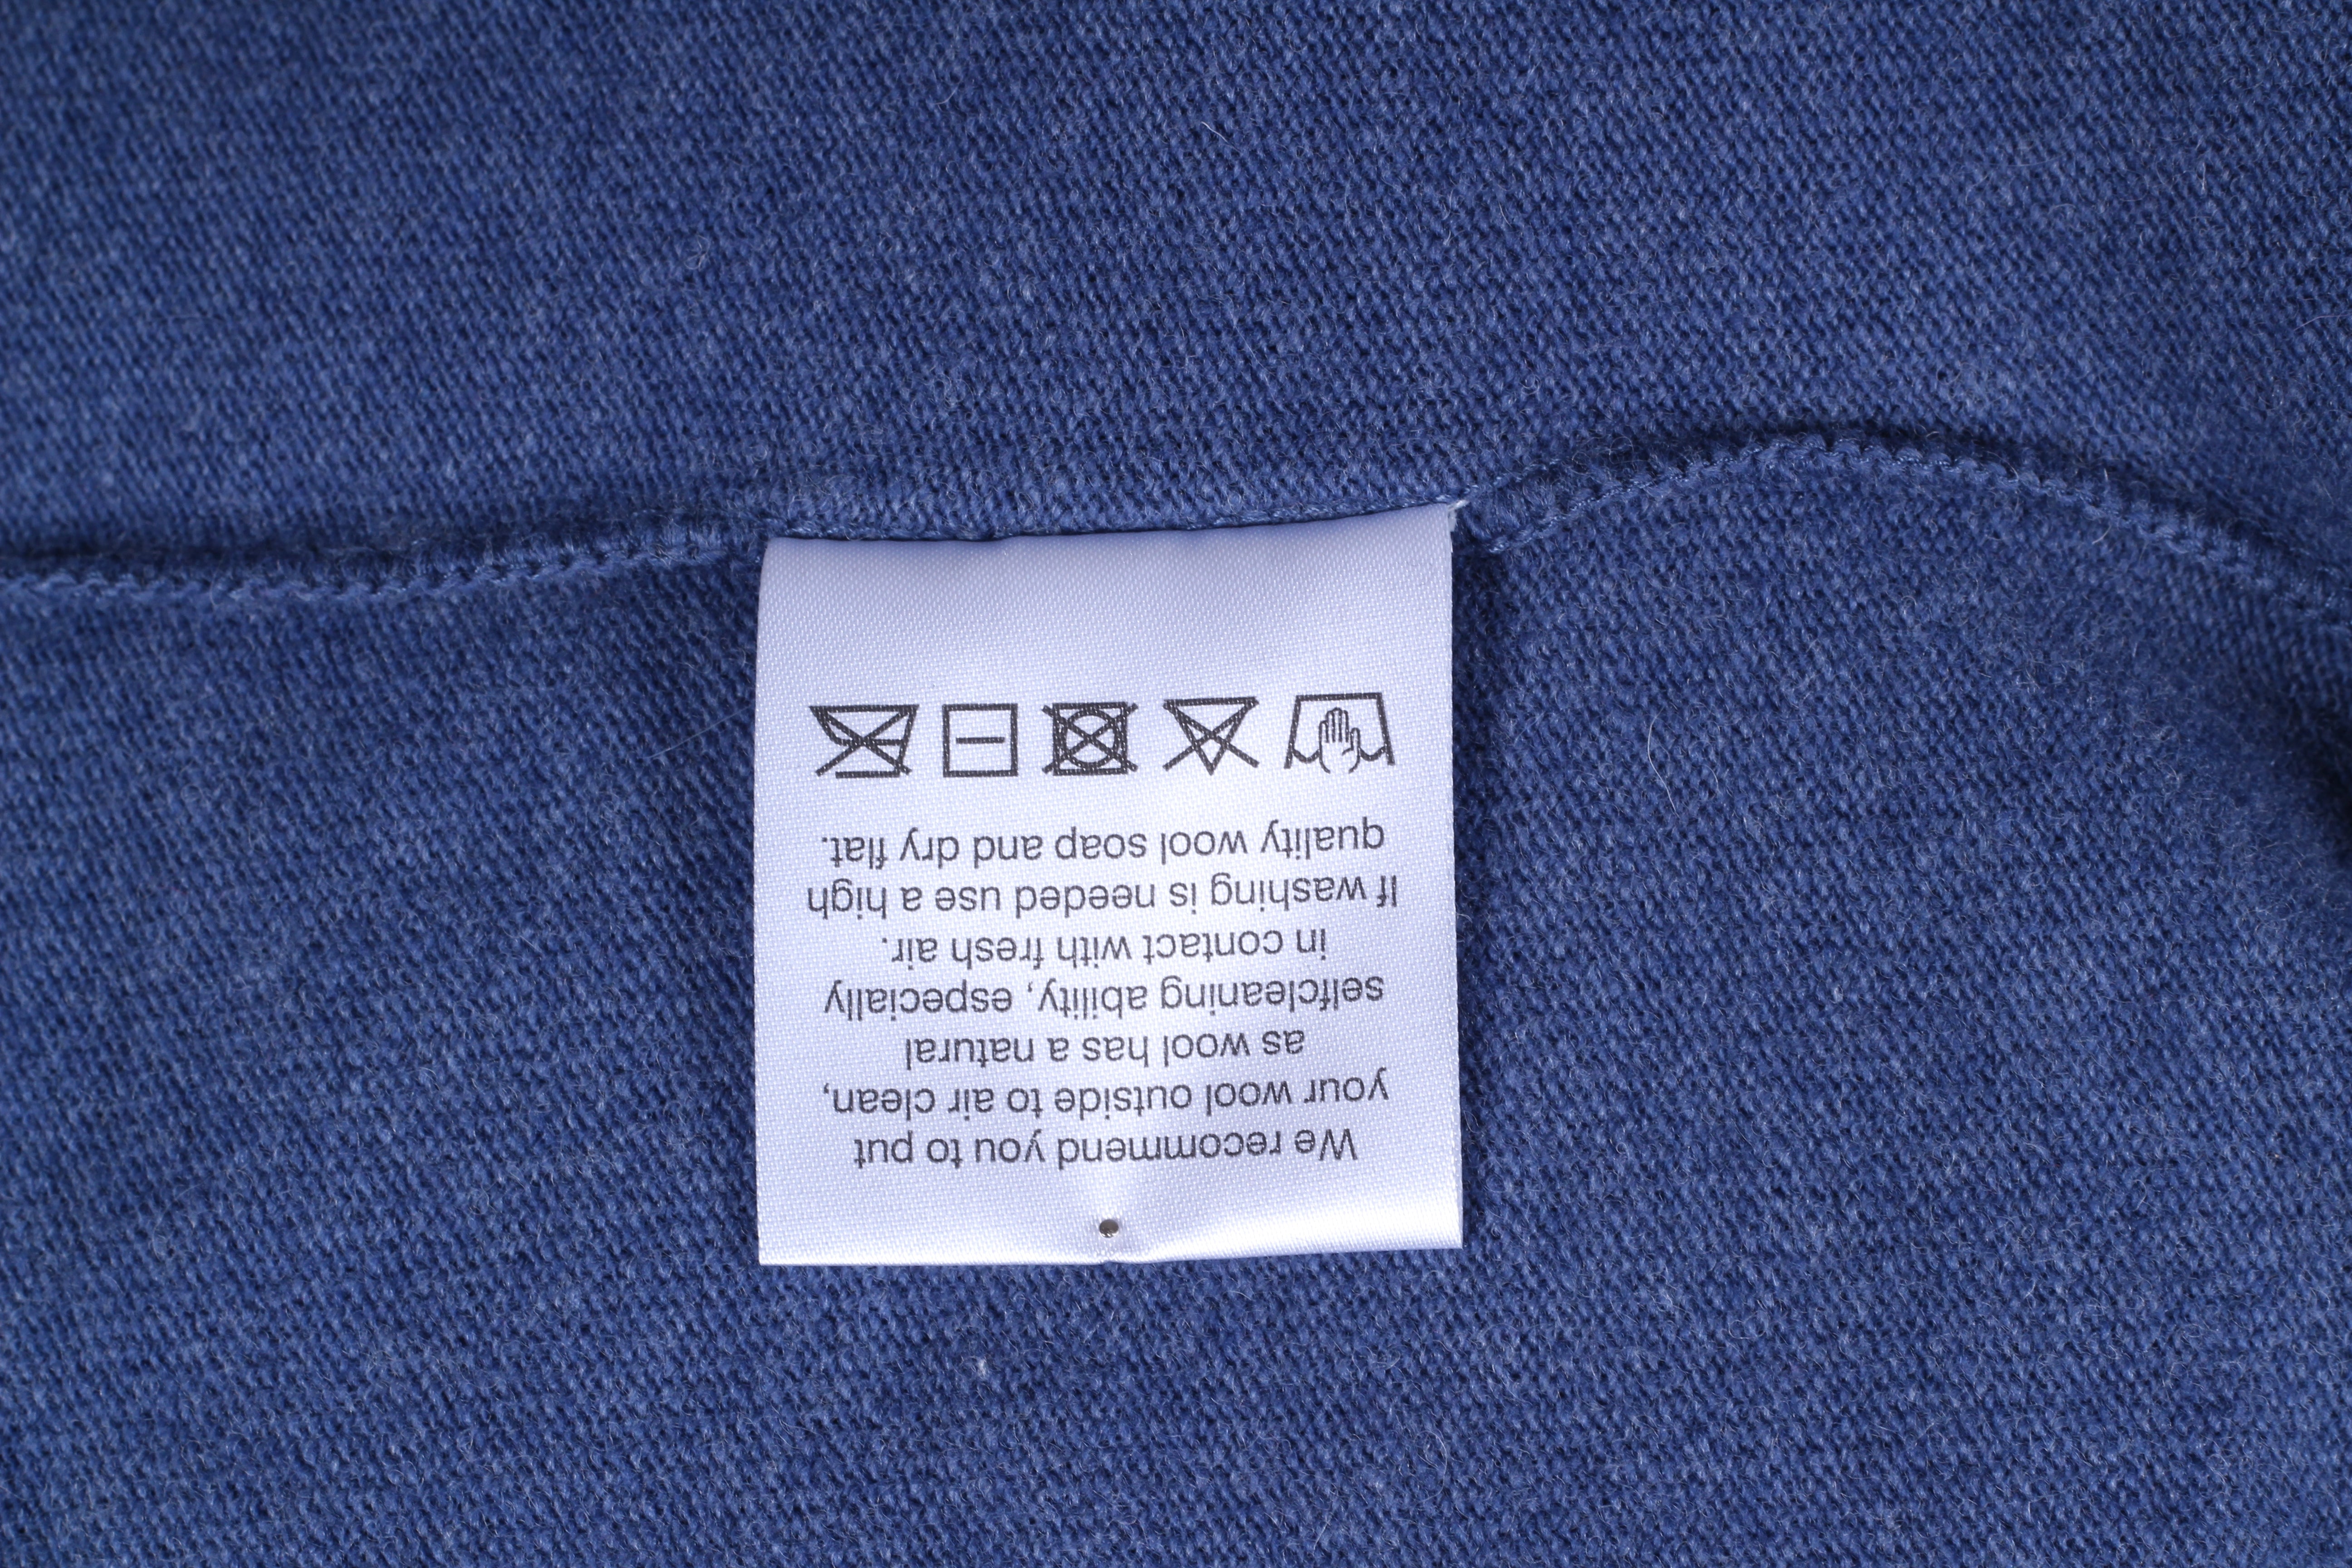 We recommend you to put
your wool outside to air clean,
as wool has a natural
selfcleaning ability, especially
in contact with fresh air.
If washing is needed use a high
quality wool soap and dry flat.